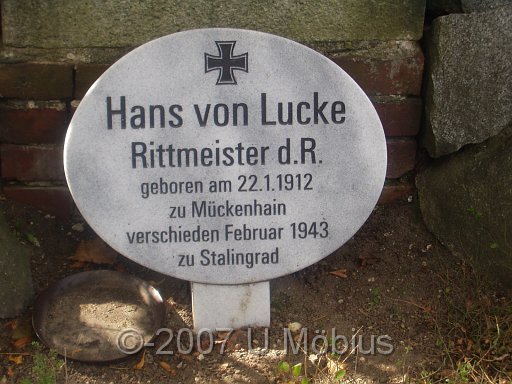 Hans von Lucke
Rittmeister d.R.
geboren am 22.1.1912
zu Mückenhain
verschieden Februar 1943
zu Stalingrad
©-2007 U Möbius